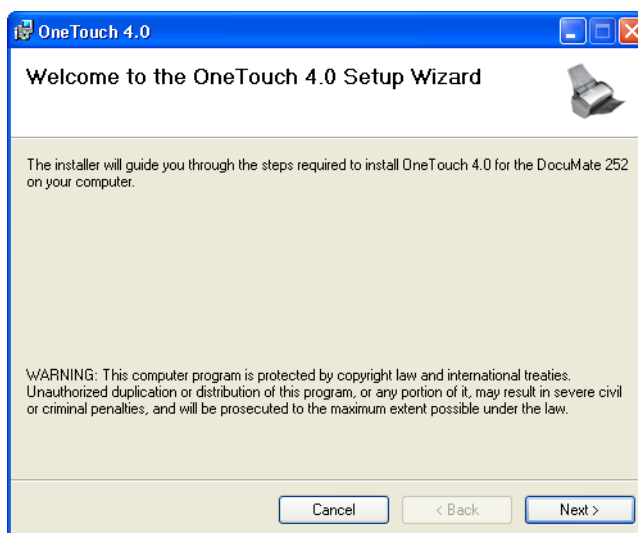 OneTouch 4.0
Welcome to the OneTouch 4.0 Setup Wizard
The installer will guide you through the steps required to install OneTouch 4.0 for the DocuMate 252
on your computer.
WARNING: This computer program is protected by copyright law and international treaties.
Unauthorized duplication or distribution of this program, or any portion of it, may result in severe civil
or criminal penalties, and will be prosecuted to the maximum extent possible under the law.
Cancel < Back Next >